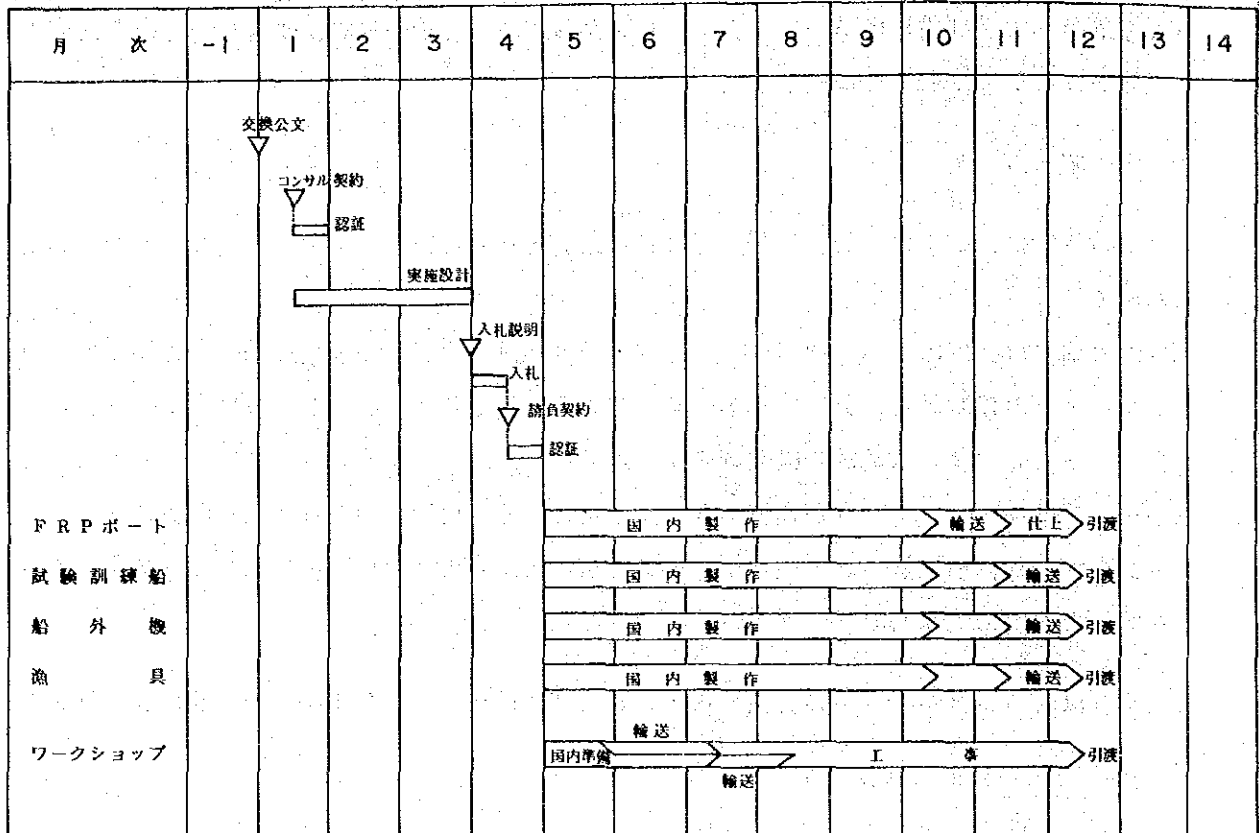 月 次 -1 1 2 3 4 5 6 7 8 9 10 11 12 13 14
交換公文
コンサル契約
認証
実施設計
入札説明
入札
請負契約
認証
FRPボート 国内製作 輸送 仕上 引渡
試験訓練船 国内製作 輸送 引渡
船外機 国内製作 輸送 引渡
漁具 国内製作 輸送 引渡
輸送
ワークショップ 国内準備 工事 引渡
輸送